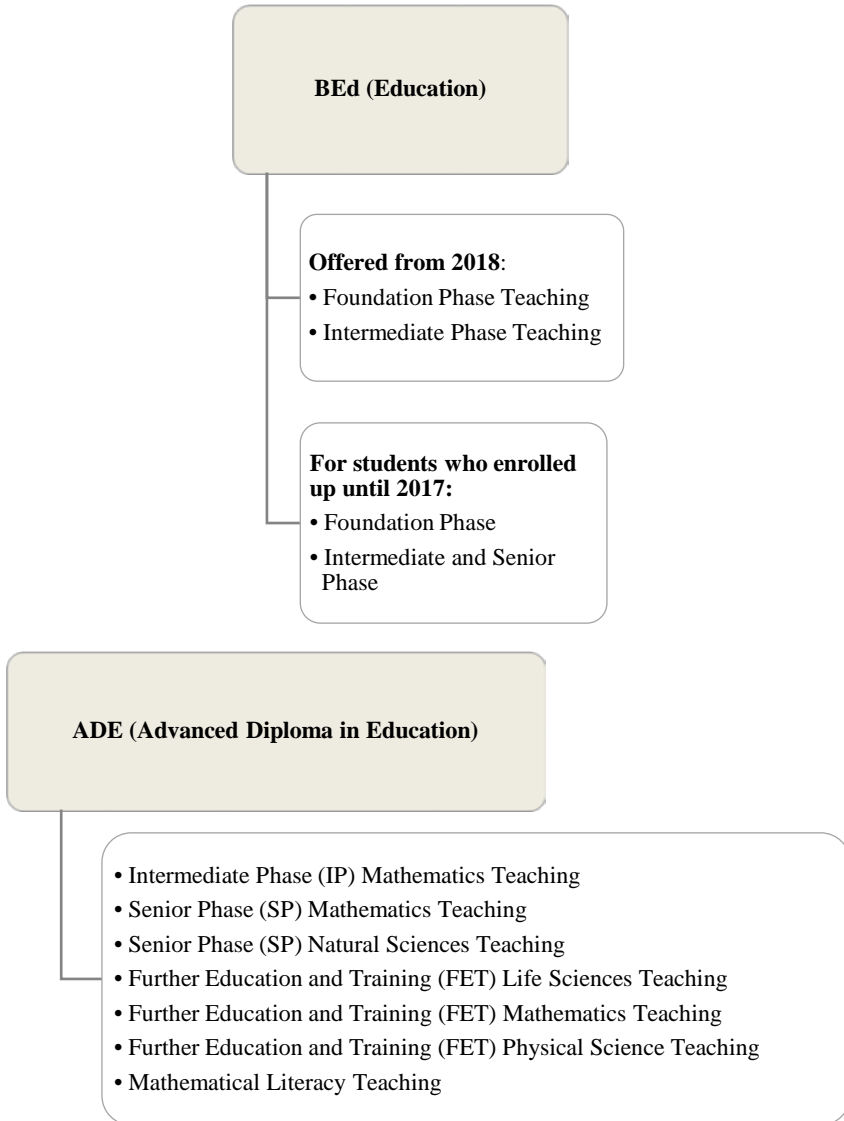 BEd (Education)
Offered from 2018:
• Foundation Phase Teaching
• Intermediate Phase Teaching
For students who enrolled
up until 2017:
• Foundation Phase
• Intermediate and Senior
Phase
ADE (Advanced Diploma in Education)
• Intermediate Phase (IP) Mathematics Teaching
• Senior Phase (SP) Mathematics Teaching
• Senior Phase (SP) Natural Sciences Teaching
• Further Education and Training (FET) Life Sciences Teaching
• Further Education and Training (FET) Mathematics Teaching
• Further Education and Training (FET) Physical Science Teaching
• Mathematical Literacy Teaching